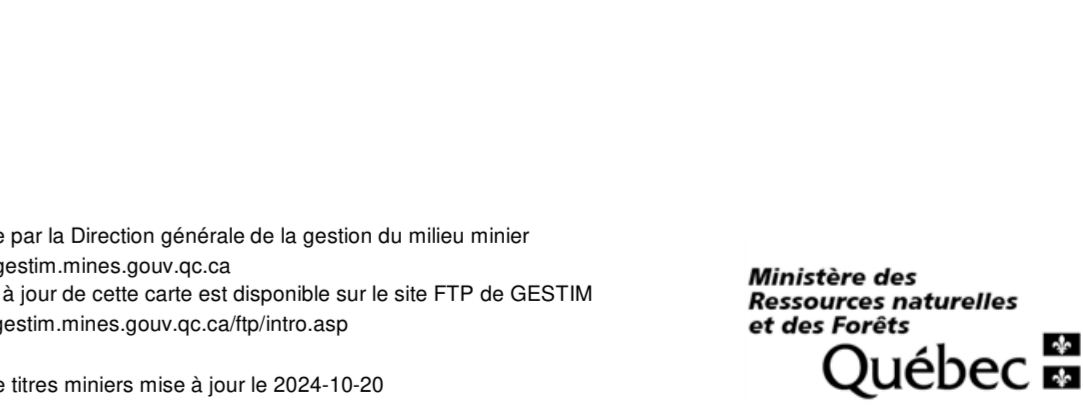 e par la Direction générale de la gestion du milieu minier
gestim.mines.gouv.qc.ca
à jour de cette carte est disponible sur le site FTP de GESTIM
gestim.mines.gouv.qc.ca/ftp/intro.asp
e titres miniers mise à jour le 2024-10-20
Ministère des
Ressources naturelles
et des Forêts
Québec